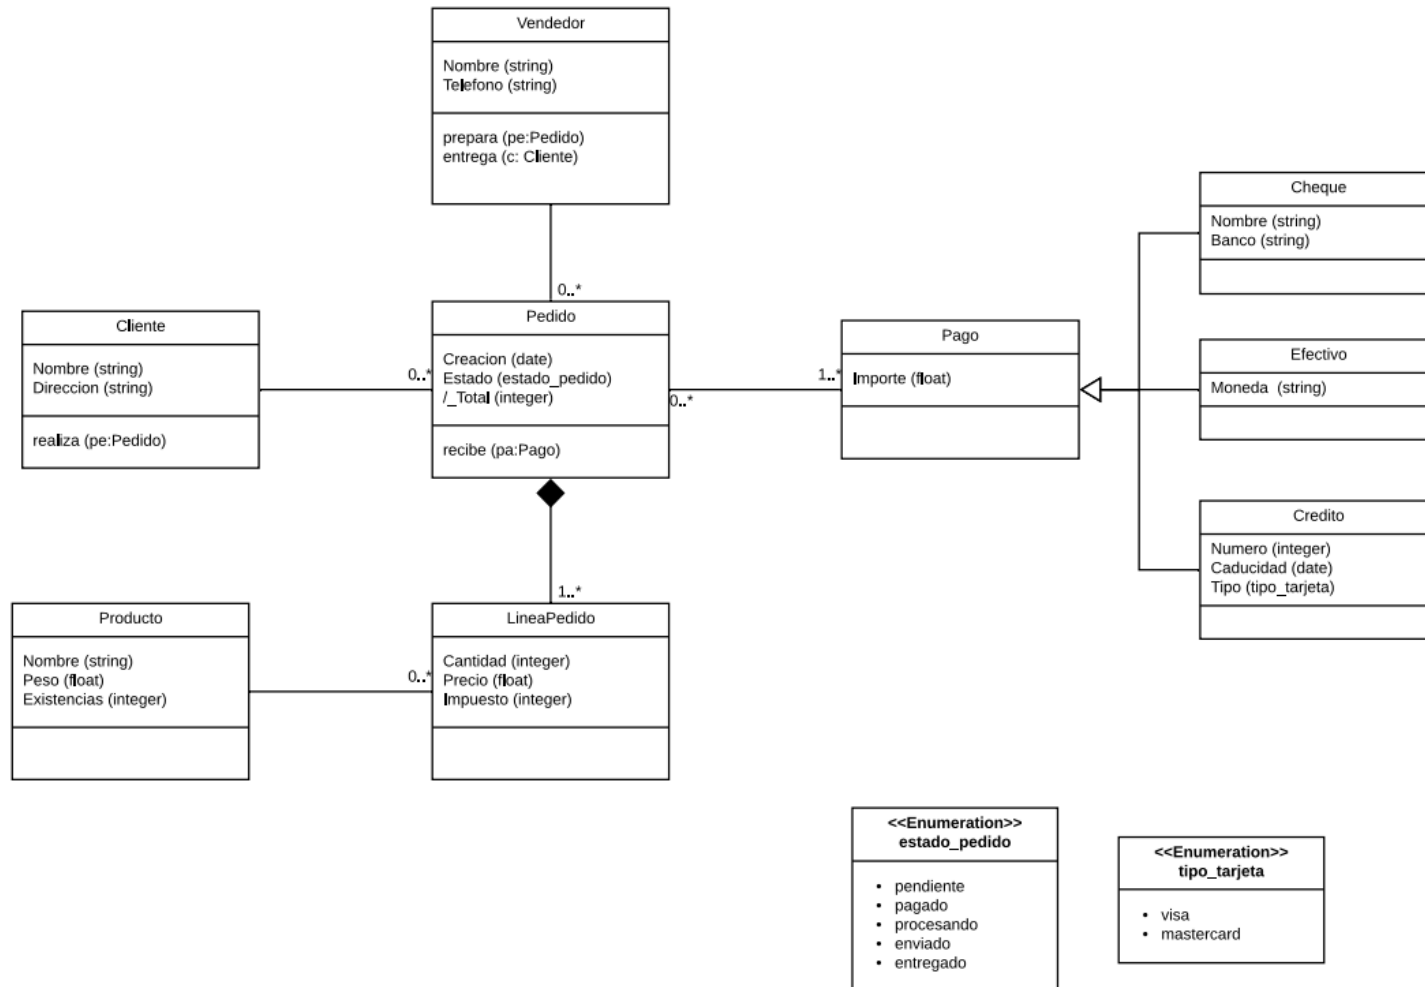 Vendedor
Nombre (string)
Telefono (string)
prepara (pe:Pedido)
entrega (c: Cliente)
0..*
Cliente
Nombre (string)
Direccion (string)
realiza (pe:Pedido)
0..*
Pedido
Creacion (date)
Estado (estado_pedido)
/_Total (integer)
recibe (pa:Pago)
0..*
1..*
Pago
Importe (float)
Cheque
Nombre (string)
Banco (string)
Efectivo
Moneda (string)
Credito
Numero (integer)
Caducidad (date)
Tipo (tipo_tarjeta)
1..*
Producto
Nombre (string)
Peso (float)
Existencias (integer)
0..*
LineaPedido
Cantidad (integer)
Precio (float)
Impuesto (integer)
<<Enumeration>>
estado_pedido
• pendiente
• pagado
• procesando
• enviado
• entregado
<<Enumeration>>
tipo_tarjeta
• visa
• mastercard